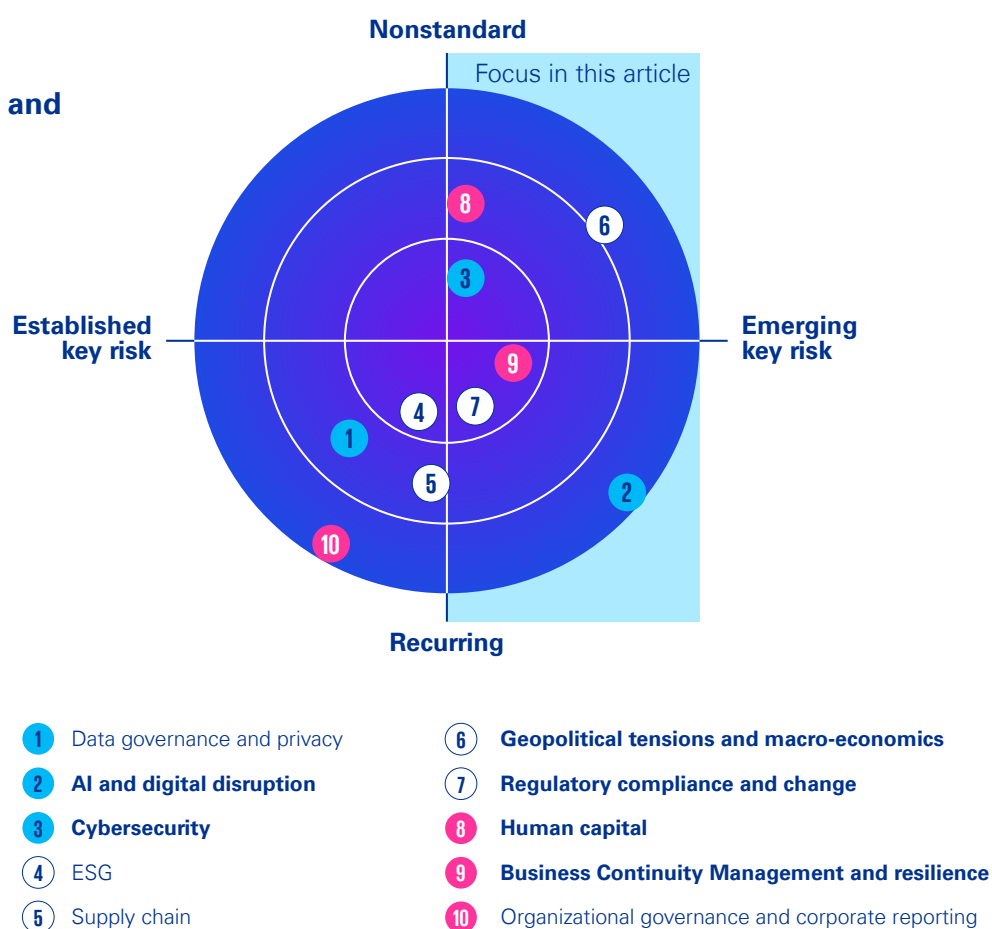 Nonstandard
Focus in this article
and
8
6
3
Established
key risk
Emerging
key risk
9
4
7
1
5
2
10
Recurring
1 Data governance and privacy
2 AI and digital disruption
3 Cybersecurity
4 ESG
5 Supply chain
6 Geopolitical tensions and macro-economics
7 Regulatory compliance and change
8 Human capital
9 Business Continuity Management and resilience
10 Organizational governance and corporate reporting